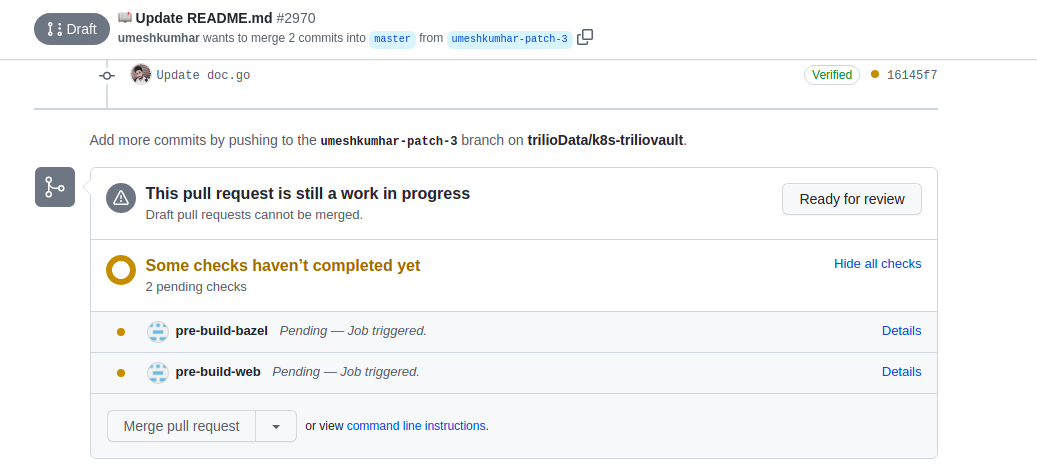 Draft
📖 Update README.md #2970
umeshkumhar wants to merge 2 commits into master from umeshkumhar-patch-3
Update doc.go Verified 16145f7
Add more commits by pushing to the umeshkumhar-patch-3 branch on trilioData/k8s-triliovault.
This pull request is still a work in progress
Draft pull requests cannot be merged.
Ready for review
Some checks haven’t completed yet
2 pending checks
Hide all checks
pre-build-bazel Pending — Job triggered. Details
pre-build-web Pending — Job triggered. Details
Merge pull request or view command line instructions.